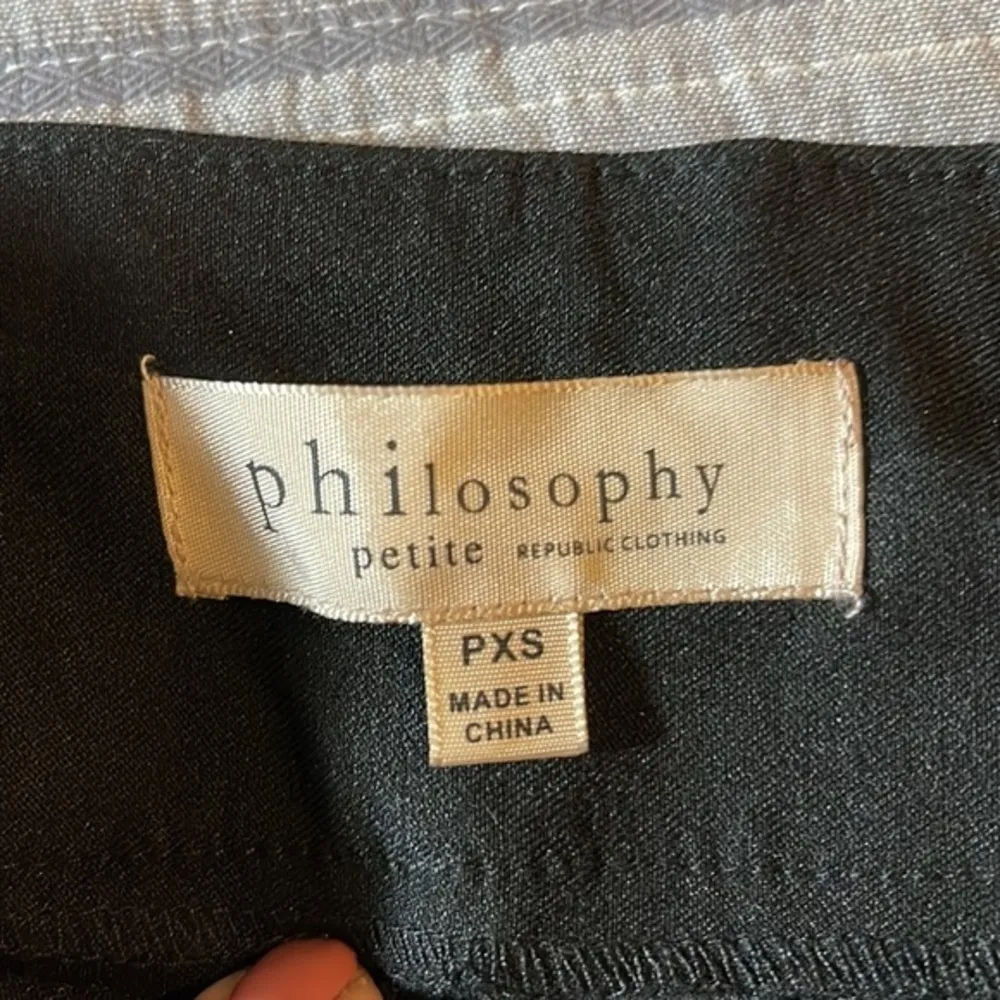 philosophy
petite REPUBLIC CLOTHING
PXS
MADE IN
CHINA